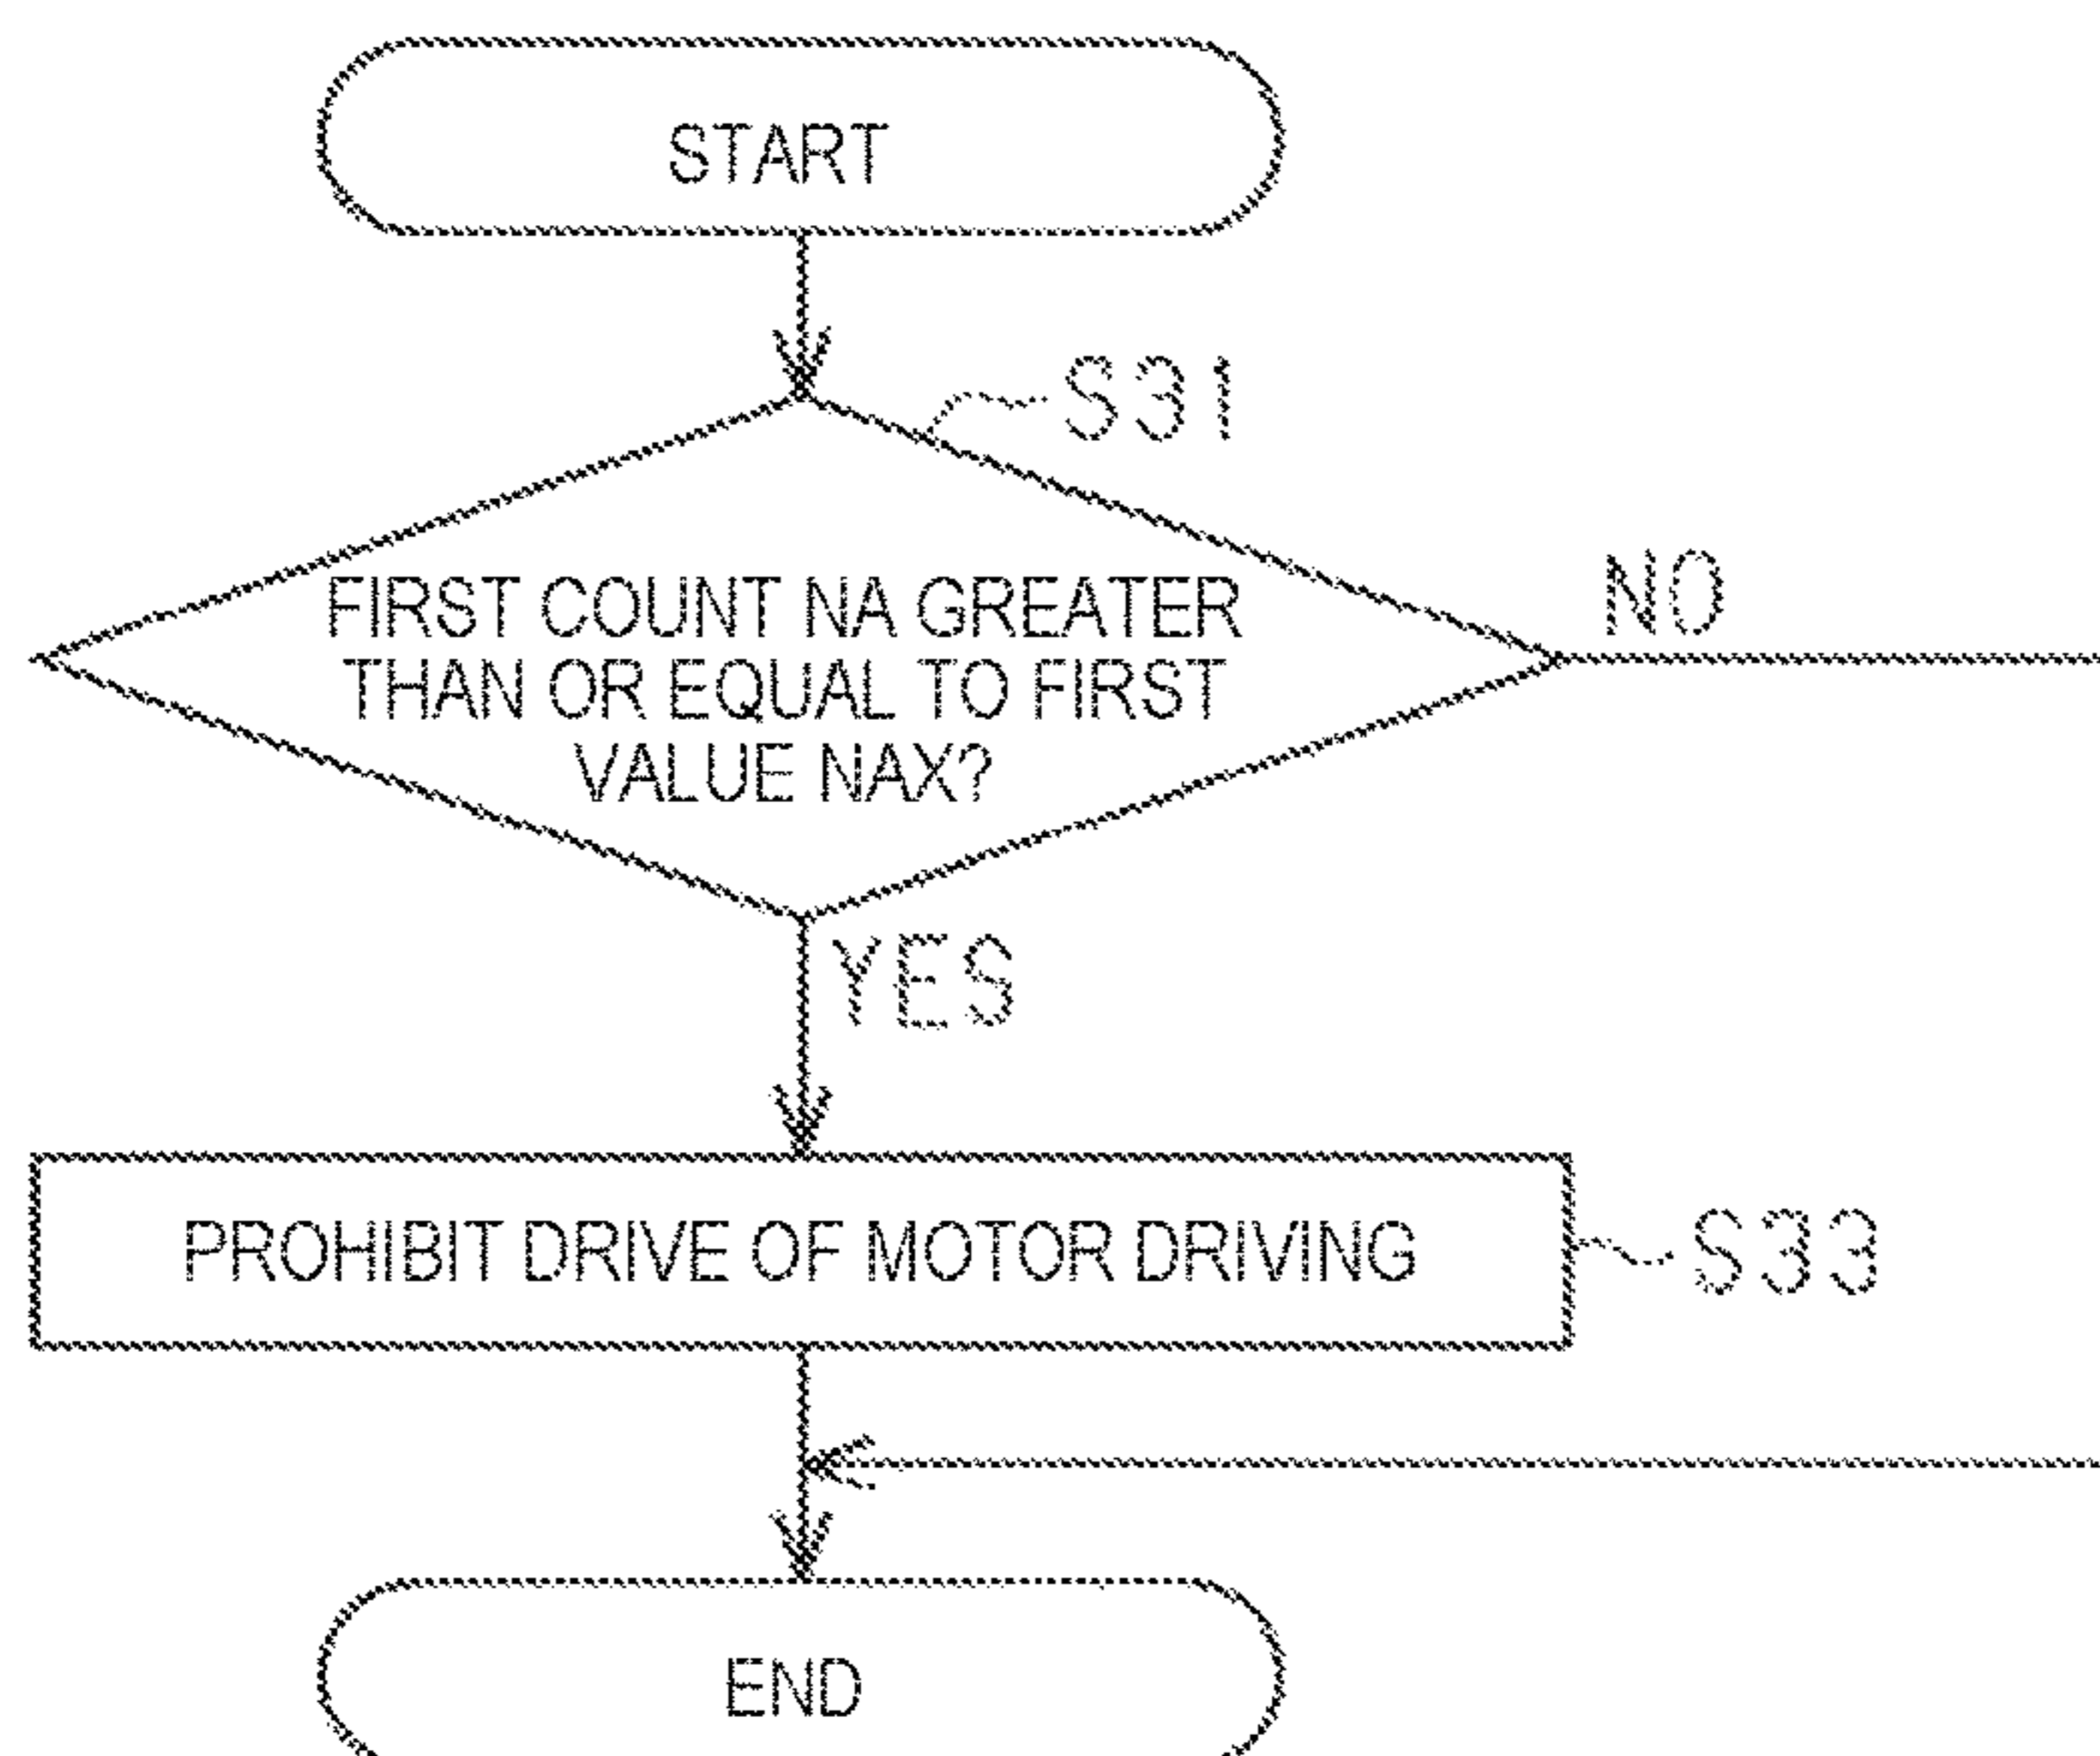 START
S31
FIRST COUNT NA GREATER
THAN OR EQUAL TO FIRST
VALUE NAX?
NO
YES
PROHIBIT DRIVE OF MOTOR DRIVING
S33
END